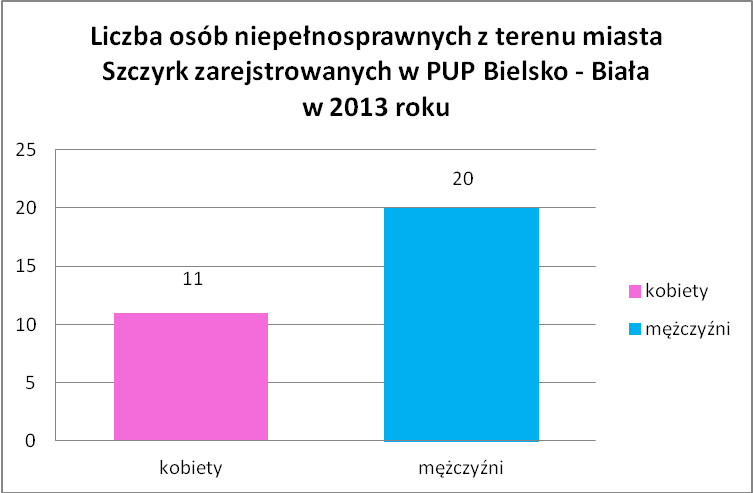 Liczba osób niepełnosprawnych z terenu miasta
Szczyrk zarejstrowanych w PUP Bielsko - Biała
w 2013 roku
25
20
15
10
5
0
11
20
kobiety
mężczyźni
kobiety
mężczyźni